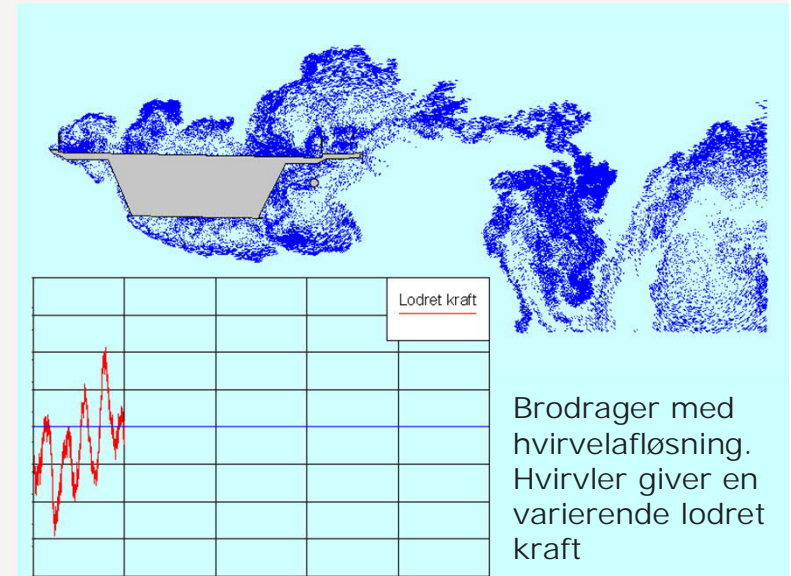 Lodret kraft
Brodrager med
hvirvelafløsning.
Hvirvler giver en
varierende lodret
kraft